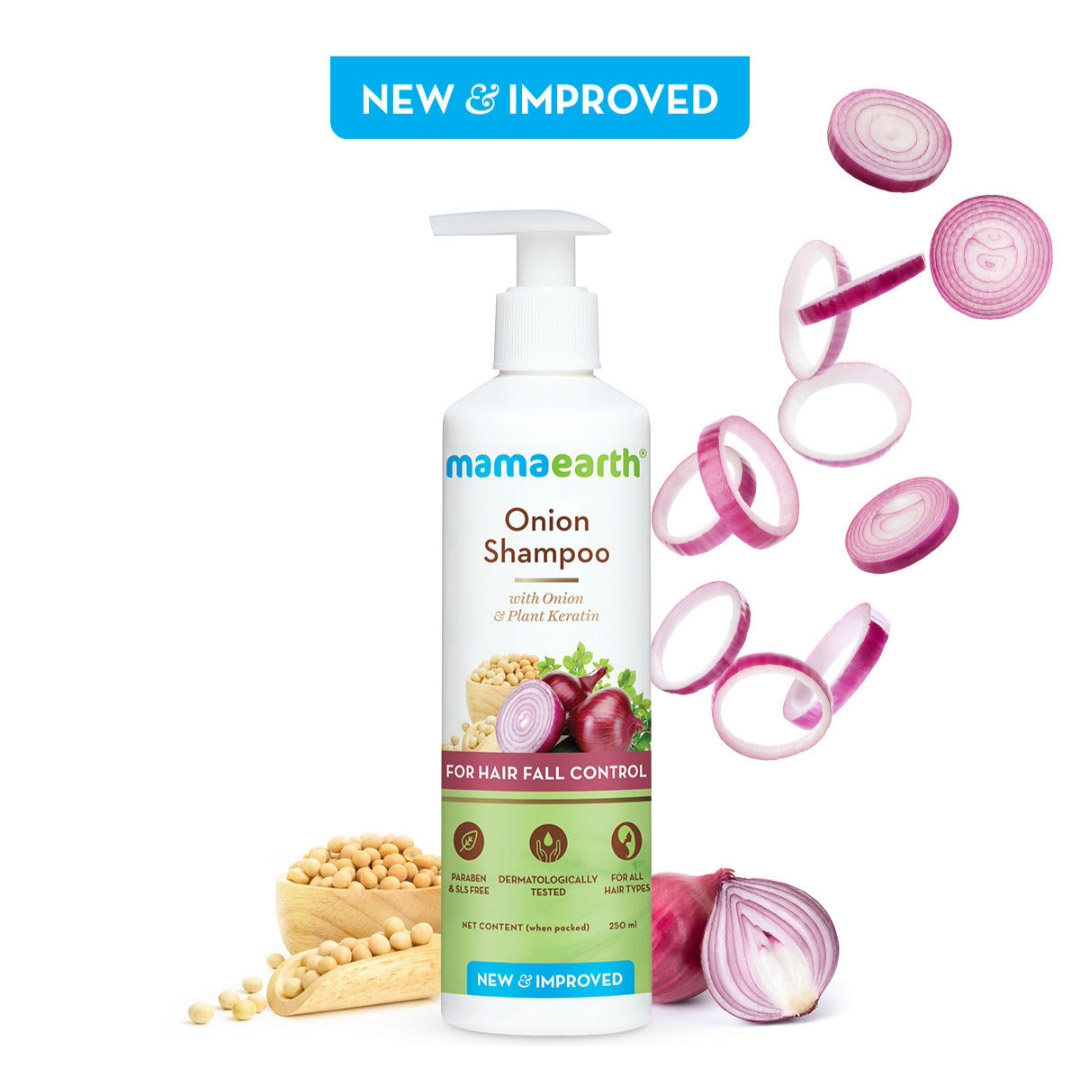 NEW & IMPROVED
mamaearth®
Onion
Shampoo
with Onion
& Plant Keratin
FOR HAIR FALL CONTROL
PARABEN
& SLS FREE
DERMATOLOGICALLY
TESTED
FOR ALL
HAIR TYPES
NET CONTENT (when packed) 250 ml
NEW & IMPROVED